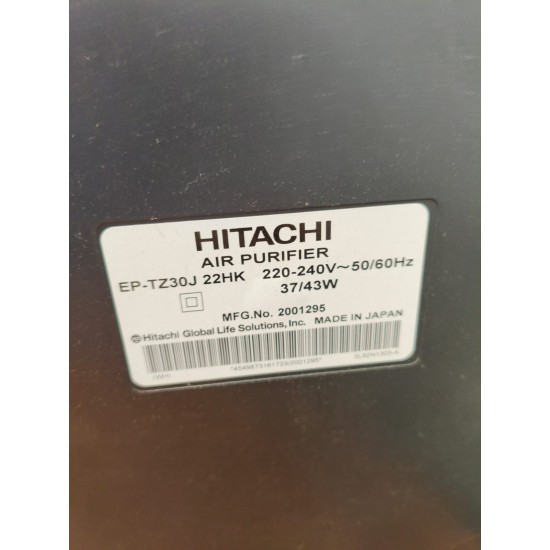 HITACHI
AIR PURIFIER
EP-TZ30J 22HK 220-240V~50/60Hz
37/43W
MFG.No. 2001295
Hitachi Global Life Solutions, Inc. MADE IN JAPAN